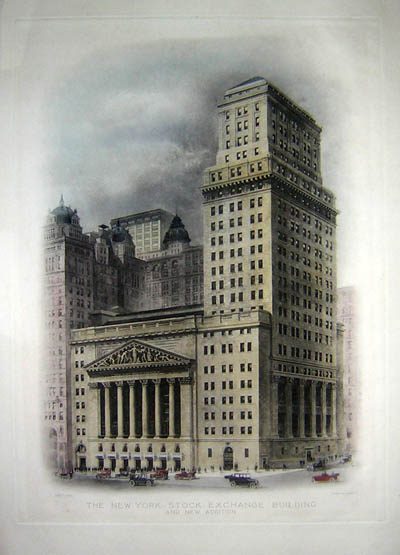 THE NEW YORK STOCK EXCHANGE BUILDING
AND NEW ADDITION